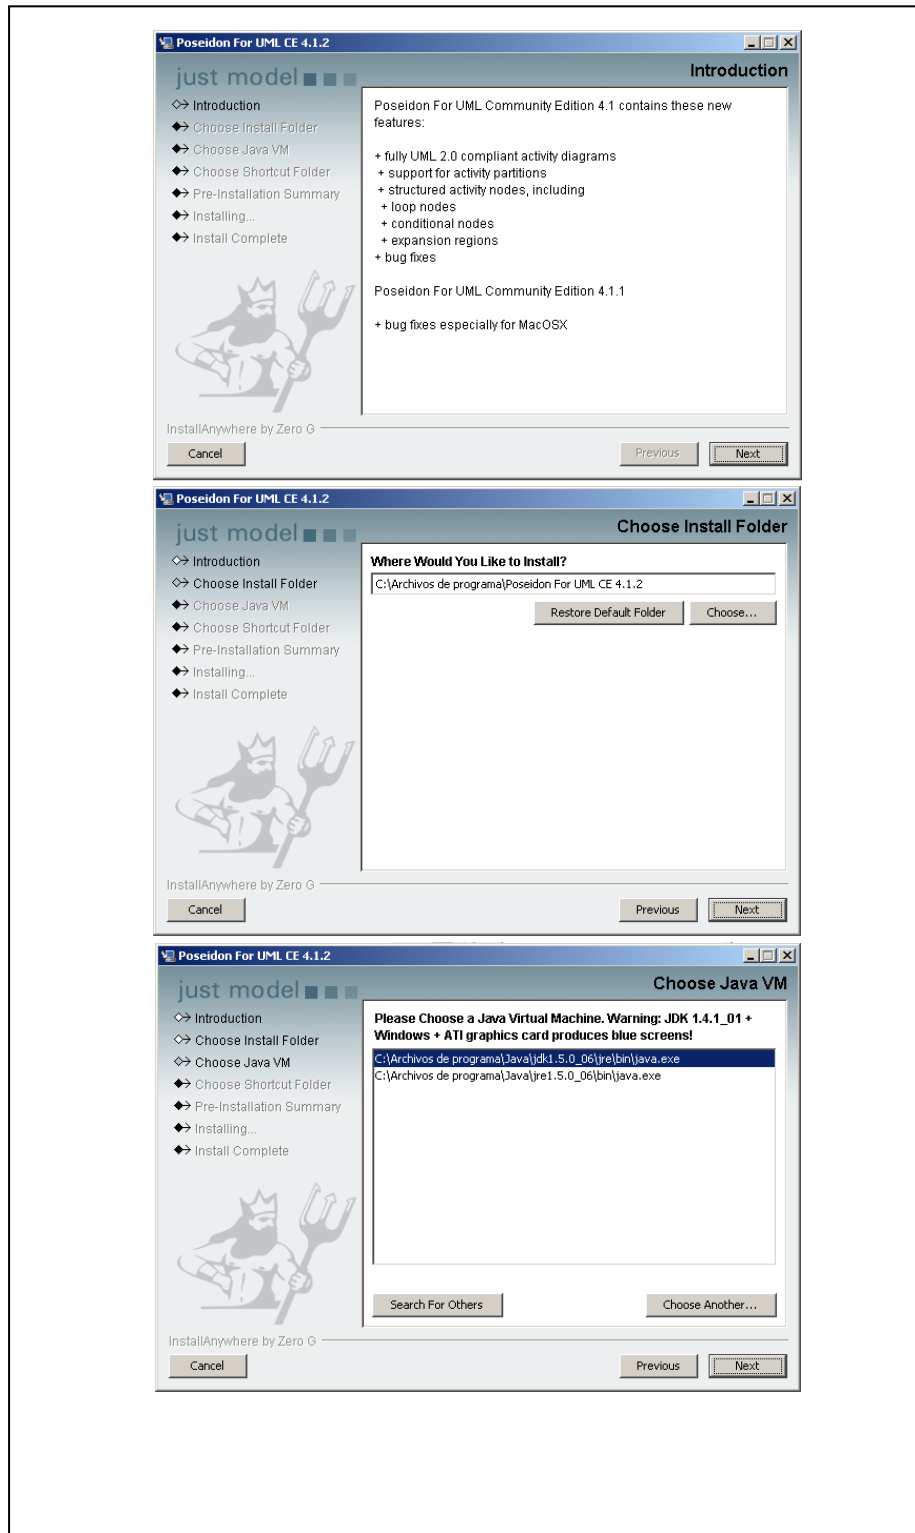 Poseidon For UML CE 4.1.2
just model
Introduction
Introduction
Choose Install Folder
Choose Java VM
Choose Shortcut Folder
Pre-Installation Summary
Installing...
Install Complete
Poseidon For UML Community Edition 4.1 contains these new
features:
+ fully UML 2.0 compliant activity diagrams
+ support for activity partitions
+ structured activity nodes, including
+ loop nodes
+ conditional nodes
+ expansion regions
+ bug fixes
Poseidon For UML Community Edition 4.1.1
+ bug fixes especially for MacOSX
InstallAnywhere by Zero G
Cancel
Previous
Next
Poseidon For UML CE 4.1.2
just model
Choose Install Folder
Introduction
Choose Install Folder
Choose Java VM
Choose Shortcut Folder
Pre-Installation Summary
Installing...
Install Complete
Where Would You Like to Install?
C:\Archivos de programa\Poseidon For UML CE 4.1.2
Restore Default Folder
Choose...
InstallAnywhere by Zero G
Cancel
Previous
Next
Poseidon For UML CE 4.1.2
just model
Choose Java VM
Introduction
Choose Install Folder
Choose Java VM
Choose Shortcut Folder
Pre-Installation Summary
Installing...
Install Complete
Please Choose a Java Virtual Machine. Warning: JDK 1.4.1_01 +
Windows + ATI graphics card produces blue screens!
C:\Archivos de programa\Java\jdk1.5.0_06\jre\bin\java.exe
C:\Archivos de programa\Java\jre1.5.0_06\bin\java.exe
Search For Others
Choose Another...
InstallAnywhere by Zero G
Cancel
Previous
Next